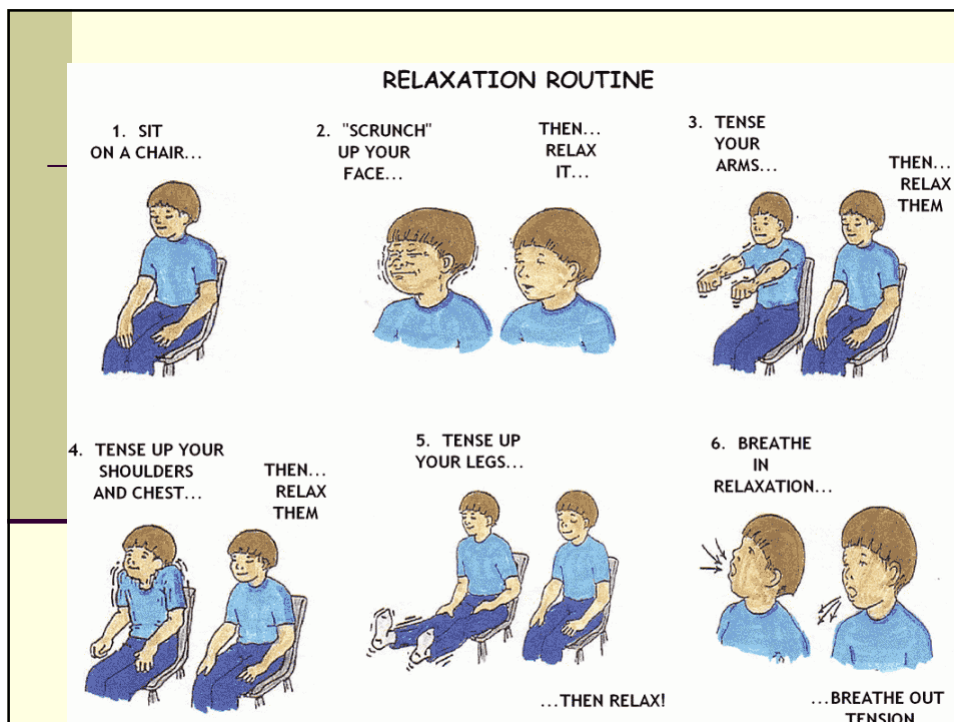 RELAXATION ROUTINE
1. SIT
ON A CHAIR...
2. "SCRUNCH"
UP YOUR
FACE...
THEN...
RELAX
IT...
3. TENSE
YOUR
ARMS...
THEN...
RELAX
THEM
4. TENSE UP YOUR
SHOULDERS
AND CHEST...
THEN...
RELAX
THEM
5. TENSE UP
YOUR LEGS...
...THEN RELAX!
6. BREATHE
IN
RELAXATION...
...BREATHE OUT
TENSION